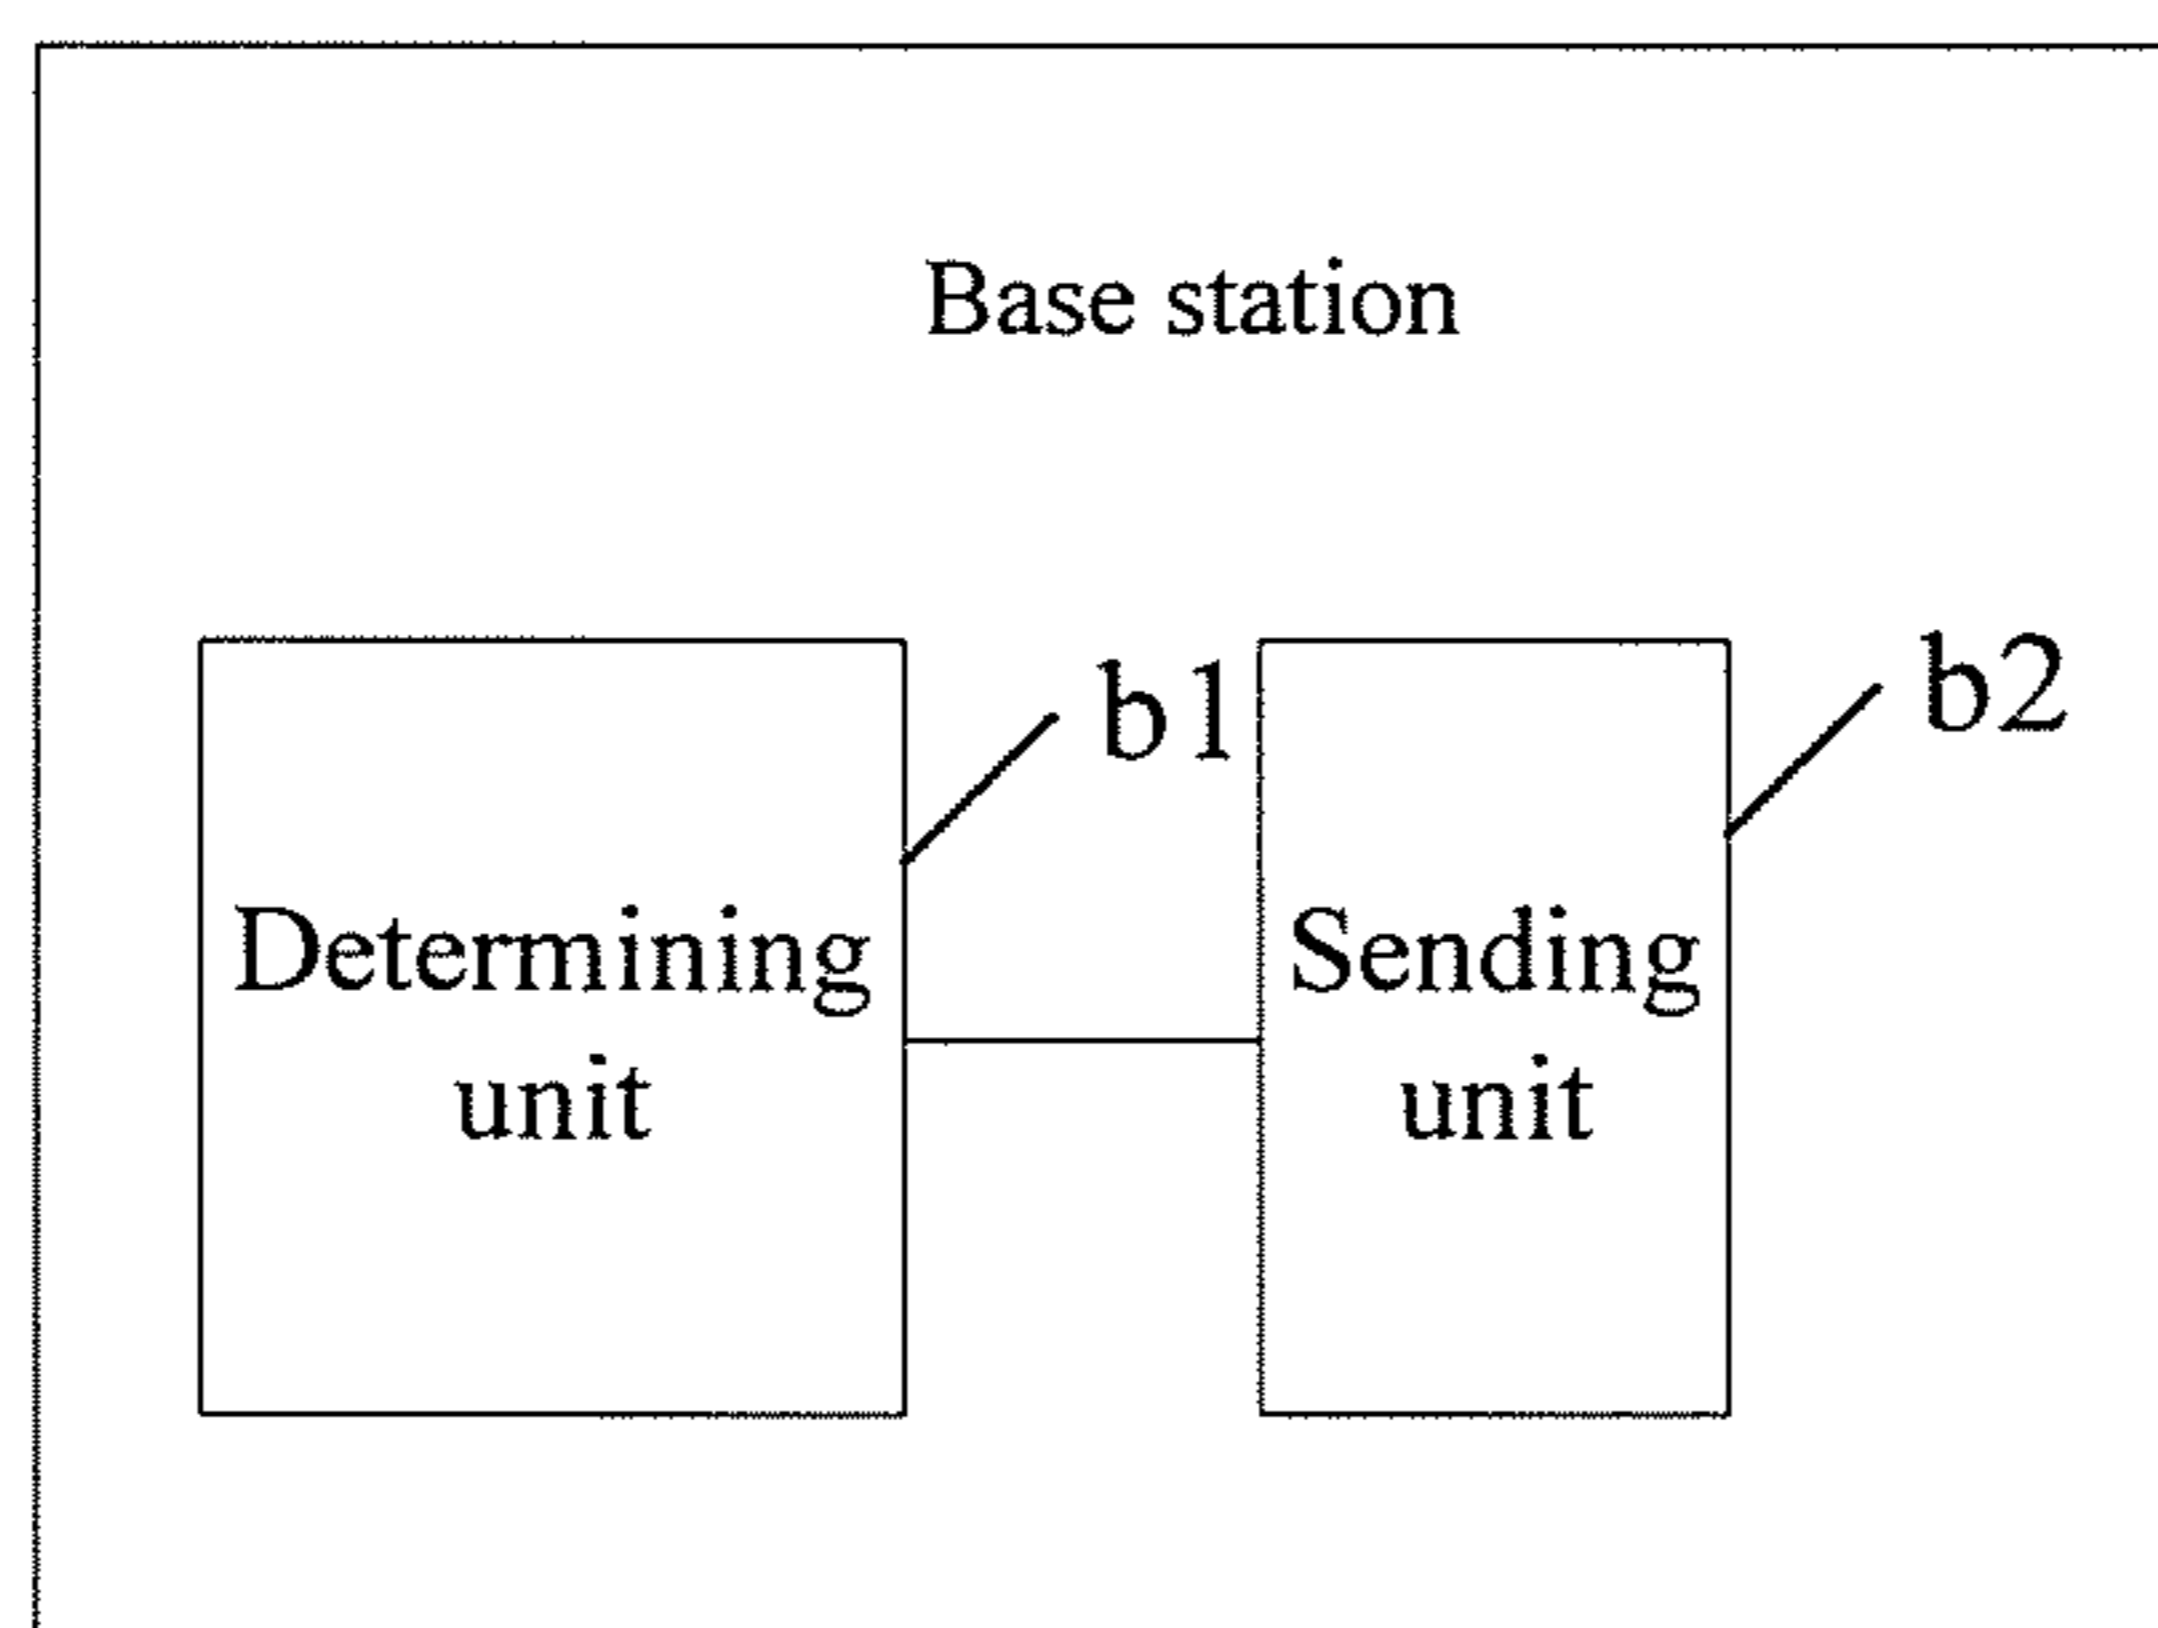 Base station
b1
b2
Determining
unit
Sending
unit